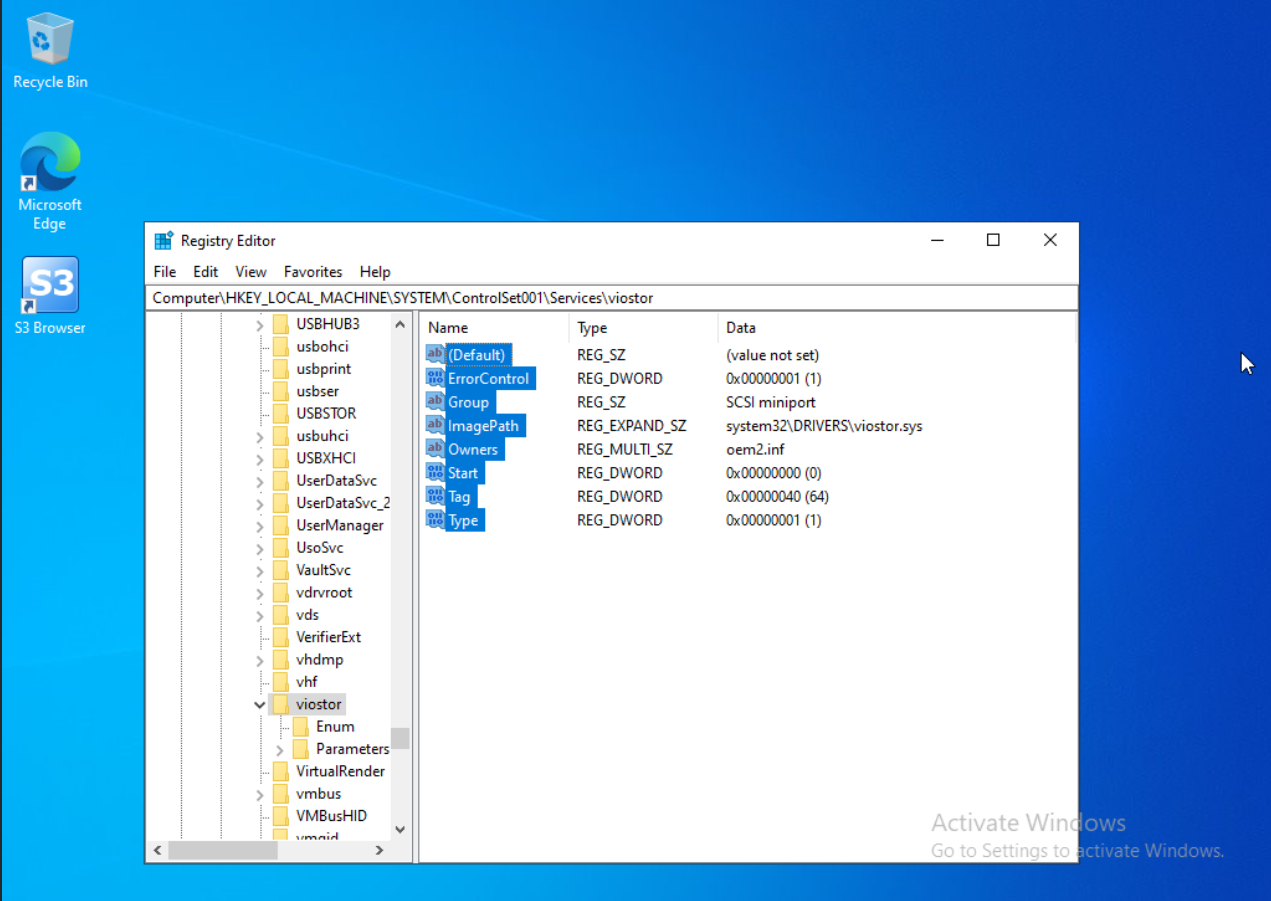 Recycle Bin
Microsoft
Edge
S3
S3 Browser
Registry Editor
File Edit View Favorites Help
Computer\HKEY_LOCAL_MACHINE\SYSTEM\ControlSet001\Services\viostor
USBHUB3
usbohci
usbprint
usbser
USBSTOR
usbuhci
USBXHCI
UserDataSvc
UserDataSvc_2
UserManager
UsoSvc
VaultSvc
vdrvroot
vds
VerifierExt
vhdmp
vhf
viostor
Enum
Parameters
VirtualRender
vmbus
VMBusHID
vmgid
Name Type Data
(Default) REG_SZ (value not set)
ErrorControl REG_DWORD 0x00000001 (1)
Group REG_SZ SCSI miniport
ImagePath REG_EXPAND_SZ system32\DRIVERS\viostor.sys
Owners REG_MULTI_SZ oem2.inf
Start REG_DWORD 0x00000000 (0)
Tag REG_DWORD 0x00000040 (64)
Type REG_DWORD 0x00000001 (1)
Activate Windows
Go to Settings to activate Windows.